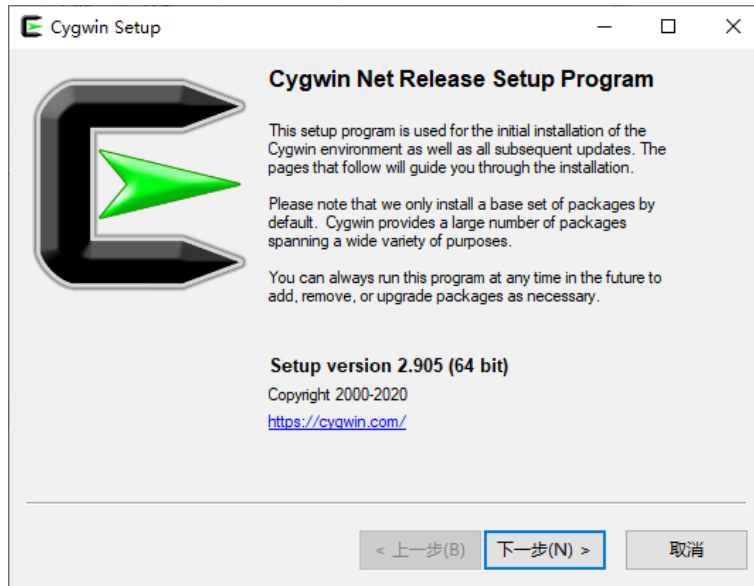 Cygwin Setup
Cygwin Net Release Setup Program
This setup program is used for the initial installation of the
Cygwin environment as well as all subsequent updates. The
pages that follow will guide you through the installation.
Please note that we only install a base set of packages by
default. Cygwin provides a large number of packages
spanning a wide variety of purposes.
You can always run this program at any time in the future to
add, remove, or upgrade packages as necessary.
Setup version 2.905 (64 bit)
Copyright 2000-2020
https://cygwin.com/
< 上一步(B) 下一步(N) > 取消